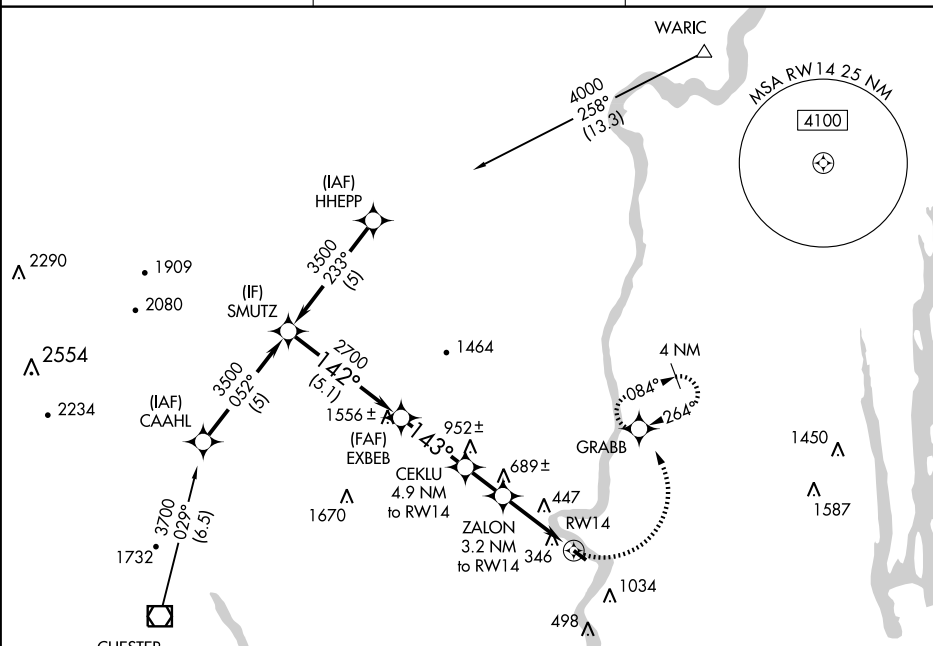 WARIC
4000
258°
(13.3)
MSA RW14 25 NM
4100
(IAF)
HHEPP
3500
233°
(5)
2290
1909
2080
(IF)
SMUTZ
2554
2234
2700
142°
(5.1)
1464
4 NM
084°
264°
GRABB
3500
052°
(5)
(IAF)
CAAHL
1556 ±
(FAF)
EXBEB
143°
952 ±
CEKLU
4.9 NM
to RW14
689 ±
1450
1587
1670
447
ZALON
3.2 NM
to RW14
RW14
346
3700
029°
(6.5)
1732
1034
498
CHESTER